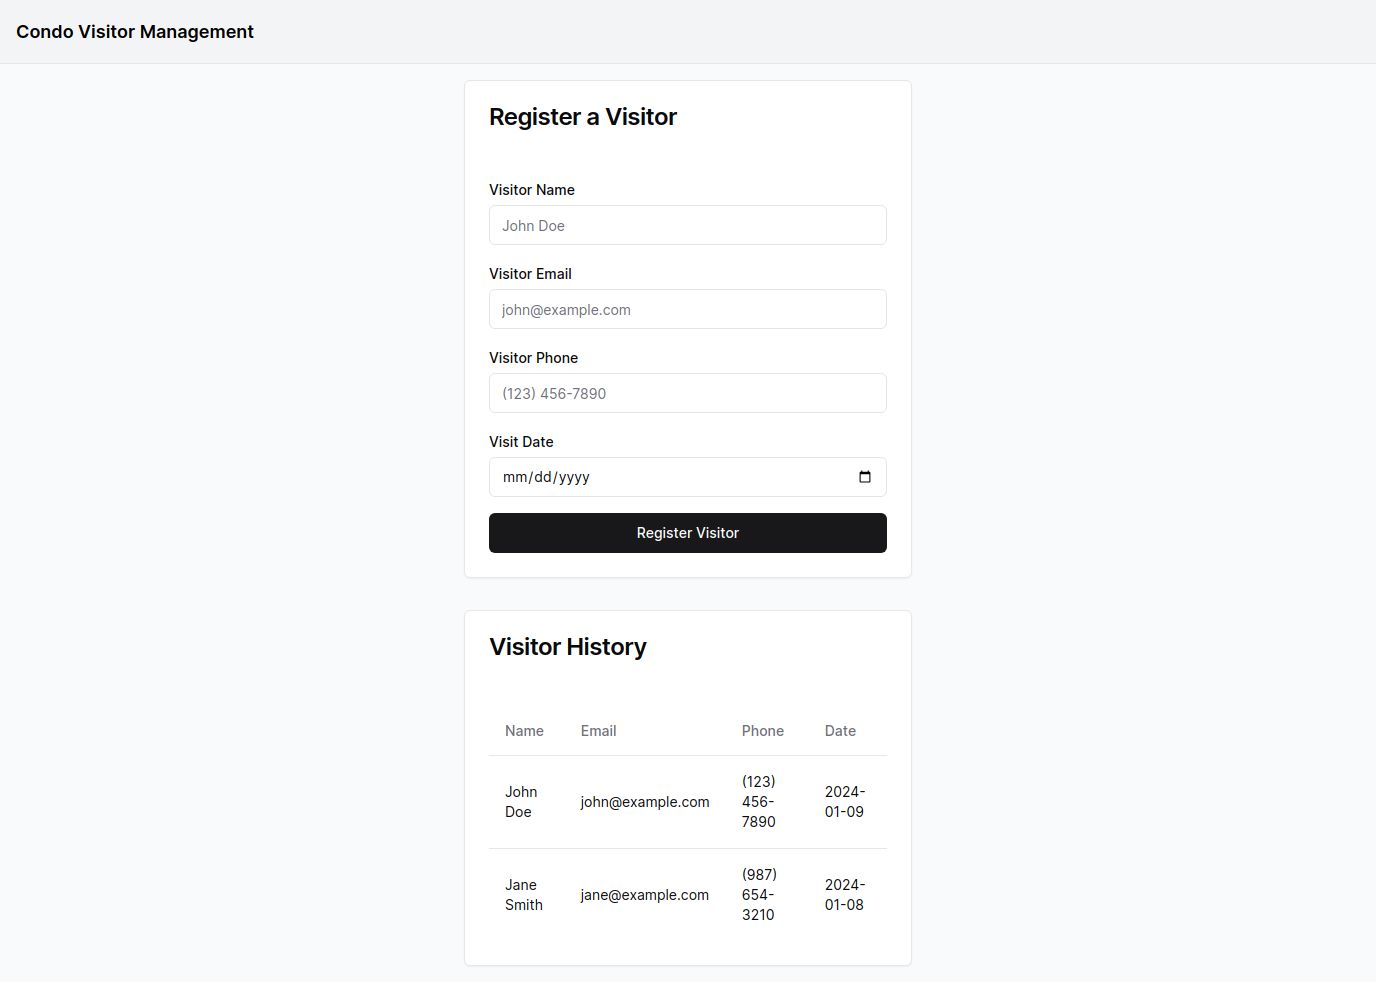 Condo Visitor Management
Register a Visitor
Visitor Name
John Doe
Visitor Email
john@example.com
Visitor Phone
(123) 456-7890
Visit Date
mm/dd/yyyy
Register Visitor
Visitor History
Name Email Phone Date
John
Doe
john@example.com
(123)
456-
7890
2024-
01-09
Jane
Smith
jane@example.com
(987)
654-
3210
2024-
01-08